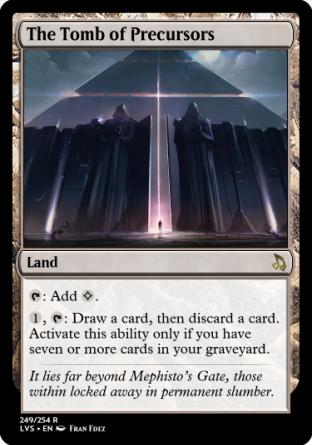 The Tomb of Precursors
Land
: Add .
1, : Draw a card, then discard a card.
Activate this ability only if you have
seven or more cards in your graveyard.
It lies far beyond Mephisto's Gate, those
within locked away in permanent slumber.
249/254 R
LVS • EN Fran Fdez